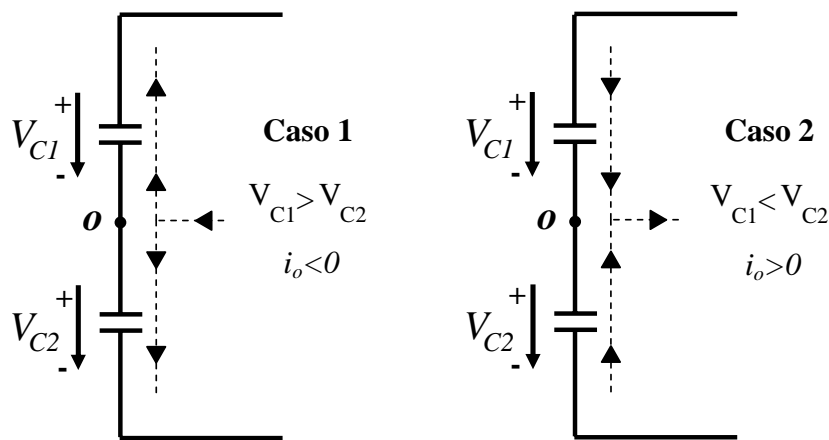 +
V_C1
-
Caso 1
V_C1 > V_C2
o
i_o<0
+
V_C2
-
+
V_C1
-
Caso 2
V_C1 < V_C2
o
i_o>0
+
V_C2
-